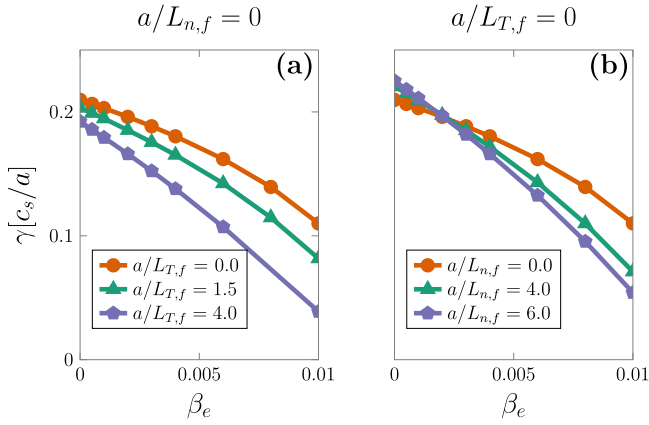 a/L_{n,f} = 0
a/L_{T,f} = 0
(a)
(b)
γ[c_s/a]
0.2
0.1
0
a/L_{T,f} = 0.0
a/L_{T,f} = 1.5
a/L_{T,f} = 4.0
a/L_{n,f} = 0.0
a/L_{n,f} = 4.0
a/L_{n,f} = 6.0
0 0.005 0.01
0 0.005 0.01
β_e
β_e